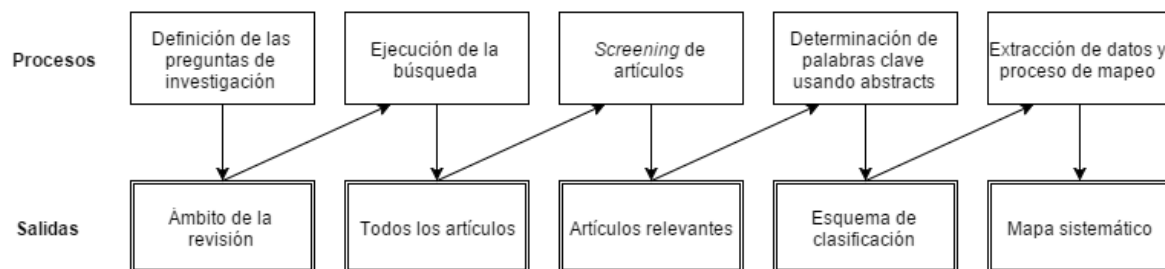 Procesos
Definición de las
preguntas de
investigación
Ejecución de la
búsqueda
Screening de
artículos
Determinación de
palabras clave
usando abstracts
Extracción de datos y
proceso de mapeo
Salidas
Ámbito de la
revisión
Todos los artículos
Artículos relevantes
Esquema de
clasificación
Mapa sistemático